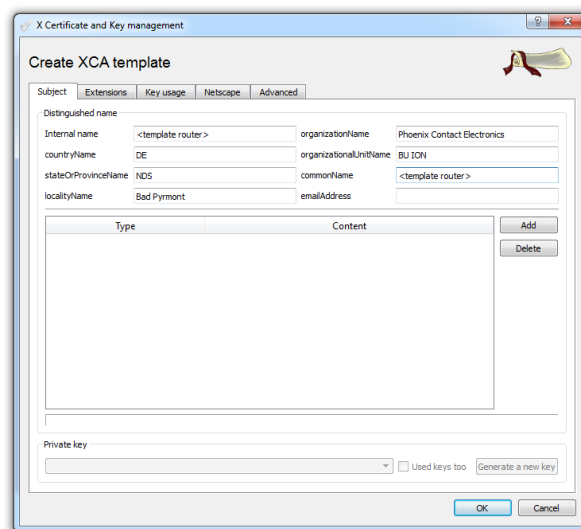 X Certificate and Key management
Create XCA template
Subject Extensions Key usage Netscape Advanced
Distinguished name
Internal name <template router> organizationName Phoenix Contact Electronics
countryName DE organizationalUnitName BU ION
stateOrProvinceName NDS commonName <template router>
localityName Bad Pyrmont emailAddress
Type Content Add
Delete
Private key
Used keys too Generate a new key
OK Cancel